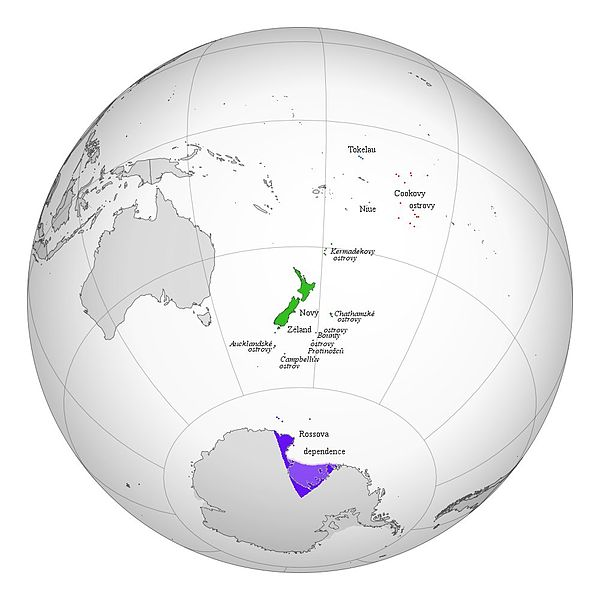 Tokelau
Cookovy
ostrovy
Niue
Kermadekovy
ostrovy
Nový
Zéland
Chathamské
ostrovy
ostrovy
Bounty
ostrovy
Protinožců
Aucklandské
ostrovy
Campbellův
ostrov
Rossova
dependence